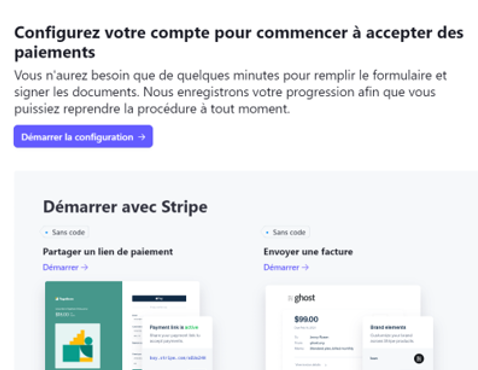 Configurez votre compte pour commencer à accepter des
paiements
Vous n'aurez besoin que de quelques minutes pour remplir le formulaire et
signer les documents. Nous enregistrons votre progression afin que vous
puissiez reprendre la procédure à tout moment.
Démarrer la configuration →
Démarrer avec Stripe
Sans code
Sans code
Partager un lien de paiement
Envoyer une facture
Démarrer →
Démarrer →
ghost
$99.00
Payment link is active
Brand elements